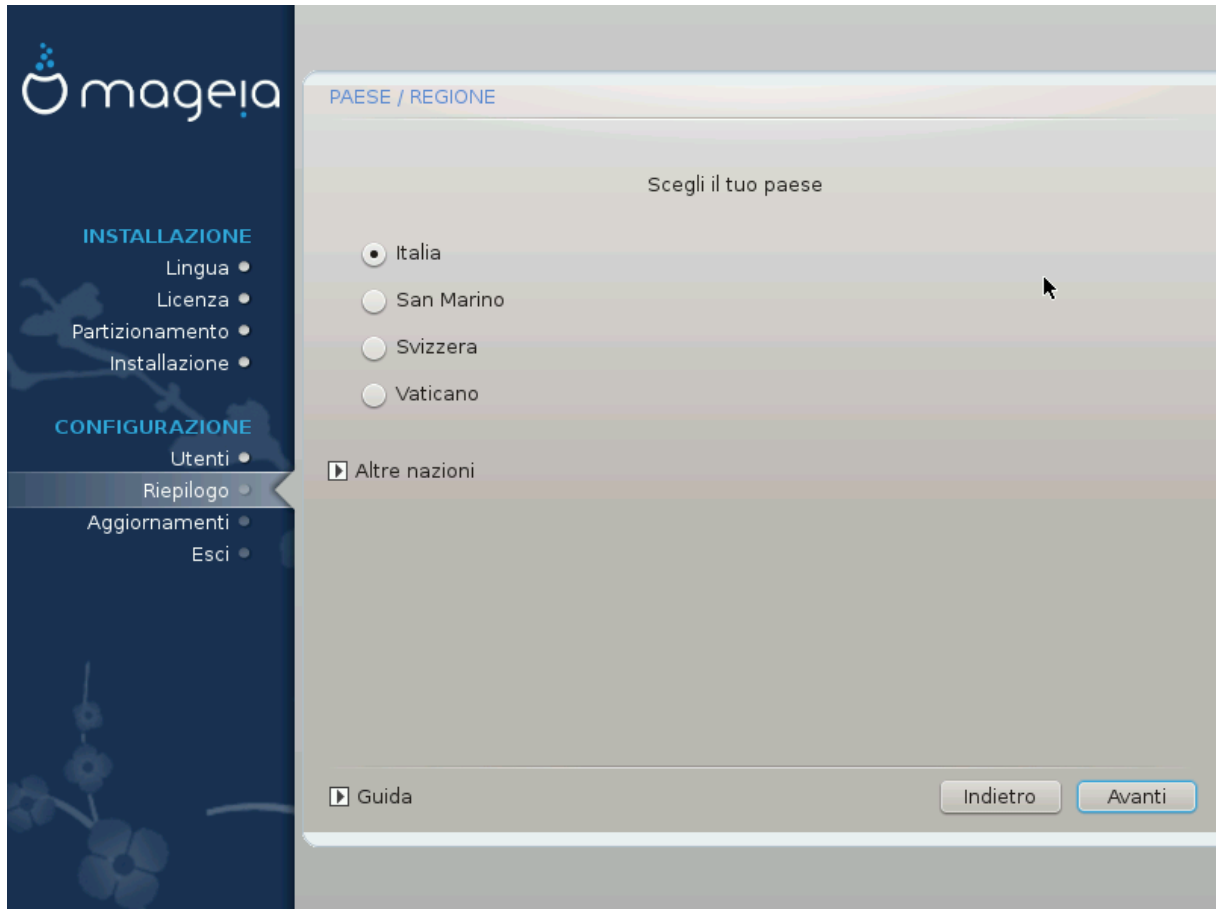 mageia
INSTALLAZIONE
Lingua
Licenza
Partizionamento
Installazione
CONFIGURAZIONE
Utenti
Riepilogo
Aggiornamenti
Esci
PAESE / REGIONE
Scegli il tuo paese
Italia
San Marino
Svizzera
Vaticano
Altre nazioni
Guida
Indietro
Avanti